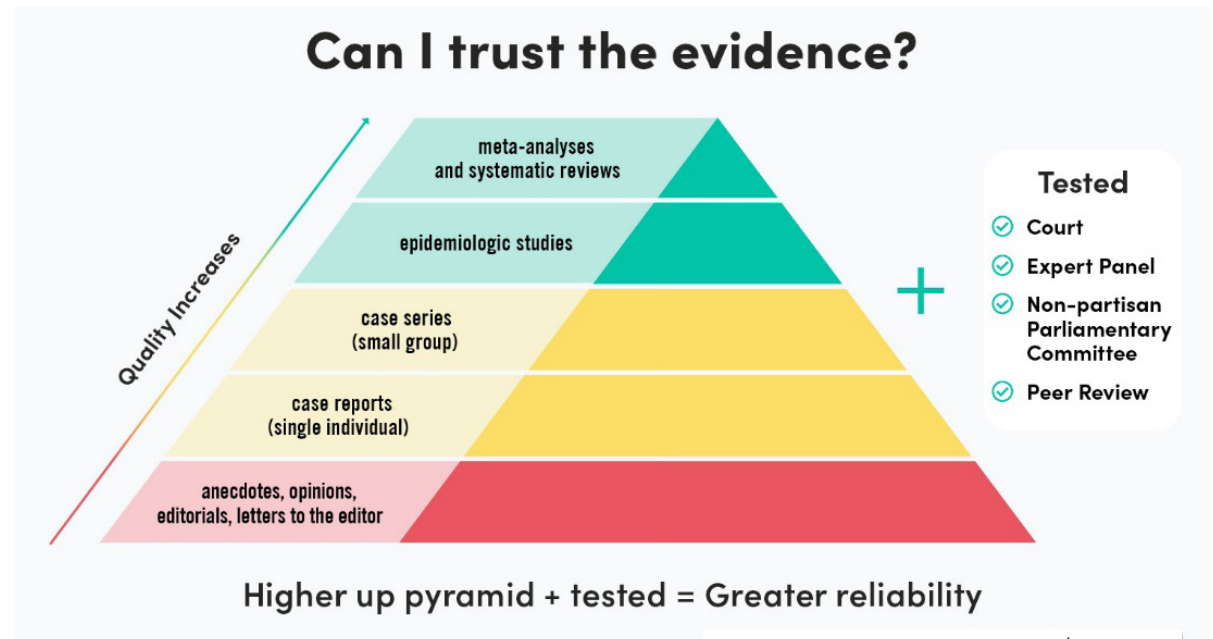 Can I trust the evidence?
Quality Increases
meta-analyses
and systematic reviews
epidemiologic studies
case series
(small group)
case reports
(single individual)
anecdotes, opinions,
editorials, letters to the editor
+
Tested
Court
Expert Panel
Non-partisan
Parliamentary
Committee
Peer Review
Higher up pyramid + tested = Greater reliability